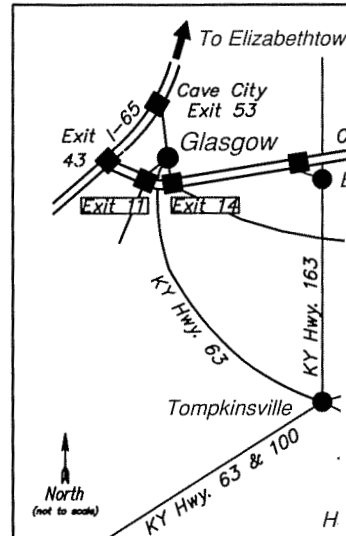 To Elizabethtow
Cave City
Exit 53
I-65
Exit
43
Glasgow
Exit 11
Exit 14
KY Hwy. 63
KY Hwy. 163
Tompkinsville
KY Hwy. 63 & 100
North
(not to scale)
H